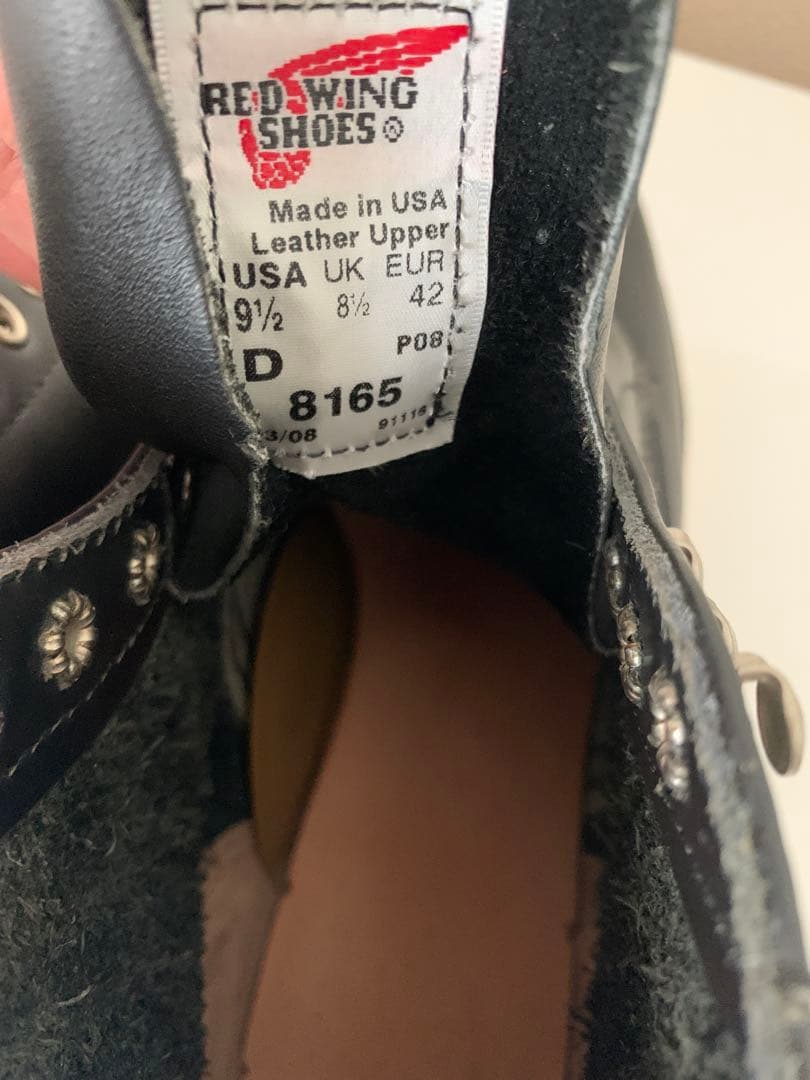 RED WING
SHOES®
Made in USA
Leather Upper
USA UK EUR
9½ 8½ 42
D P08
8165
3/08 91116